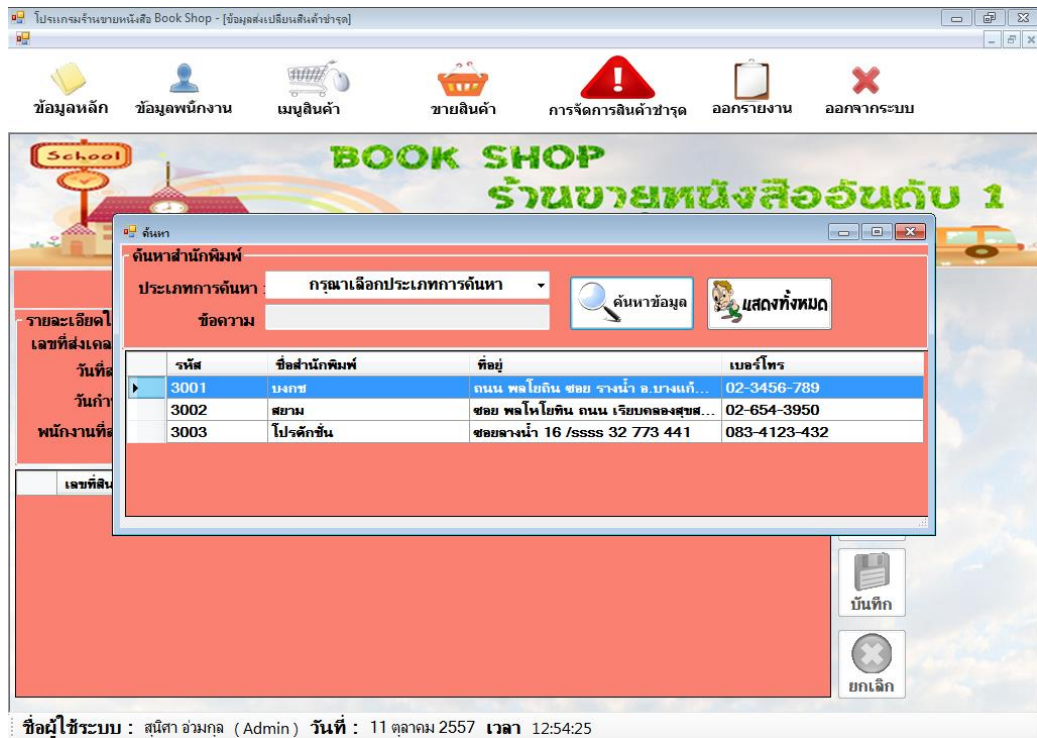 โปรแกรมร้านขายหนังสือ Book Shop - [ข้อมูลส่งเปลี่ยนสินค้าชำรุด]
ข้อมูลหลัก ข้อมูลพนักงาน เมนูสินค้า ขายสินค้า การจัดการสินค้าชำรุด ออกรายงาน ออกจากระบบ
School
BOOK SHOP
ร้านขายหนังสืออันดับ 1
ค้นหา
ค้นหาสำนักพิมพ์
ประเภทการค้นหา : กรุณาเลือกประเภทการค้นหา
ข้อความ
ค้นหาข้อมูล
แสดงทั้งหมด
รหัส ชื่อสำนักพิมพ์ ที่อยู่ เบอร์โทร
3001 บงกช ถนน พลโยถิน ซอย รางน้ำ อ.บางแก้... 02-3456-789
3002 สยาม ซอย พลโหโยทิน ถนน เรียบคลองสุขส... 02-654-3950
3003 โปรดักชั่น ซอยลางน้ำ 16 /ssss 32 773 441 083-4123-432
รายละเอียดใ
เลขที่ส่งเคล
วันที่ส
วันกำ
พนักงานที่ส
เลขที่สิน
บันทึก
ยกเลิก
ชื่อผู้ใช้ระบบ : สุนิศา อ่วมกุล ( Admin ) วันที่ : 11 ตุลาคม 2557 เวลา 12:54:25